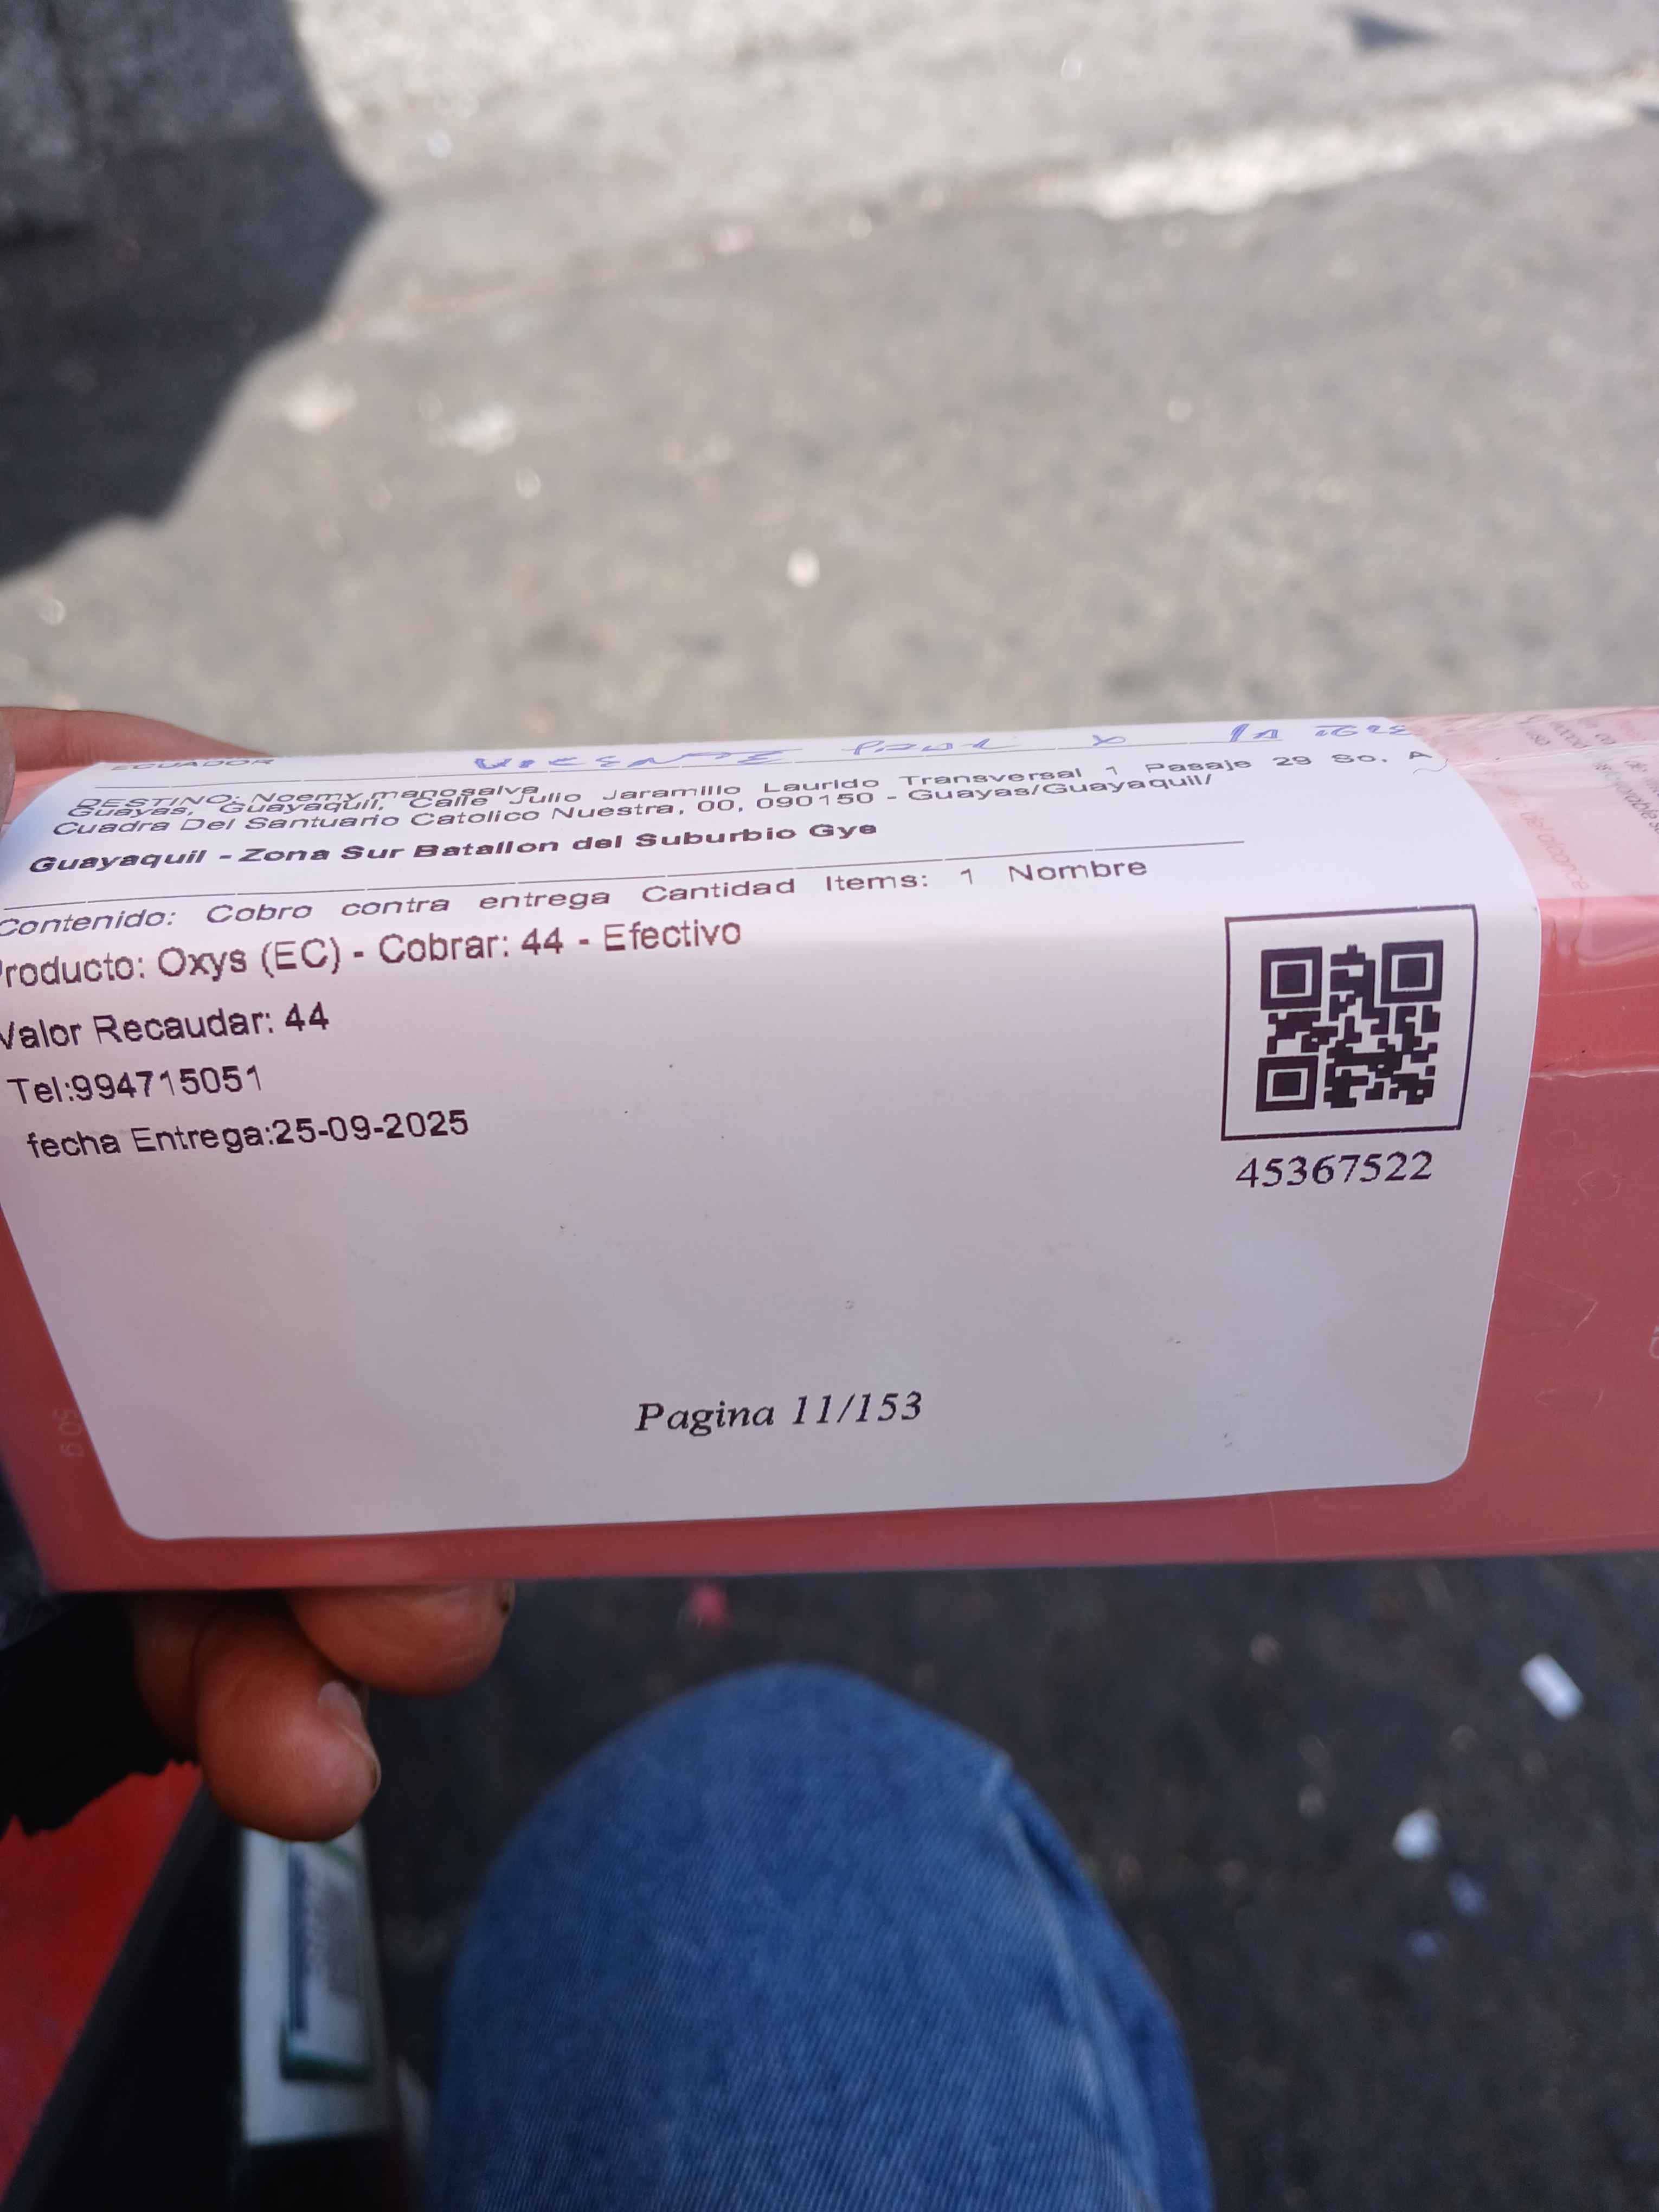 ECUADOR
DESTINO: Noemy manosalva
Guayas, Guayaquil, Calle Julio Jaramillo Laurido Transversal 1 Pasaje 29 So. A
Cuadra Del Santuario Catolico Nuestra, 00, 090150 - Guayas/Guayaquil/
Guayaquil - Zona Sur Batallon del Suburbio Gye
Contenido: Cobro contra entrega Cantidad Items: 1 Nombre
Producto: Oxys (EC) - Cobrar: 44 - Efectivo
Valor Recaudar: 44
Tel:994715051
fecha Entrega:25-09-2025
45367522
Pagina 11/153
50 g